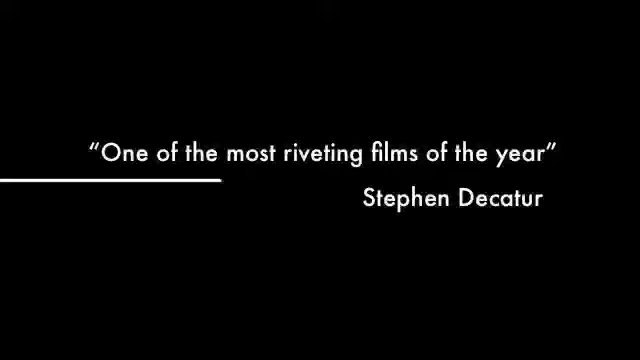 “One of the most riveting films of the year”
Stephen Decatur